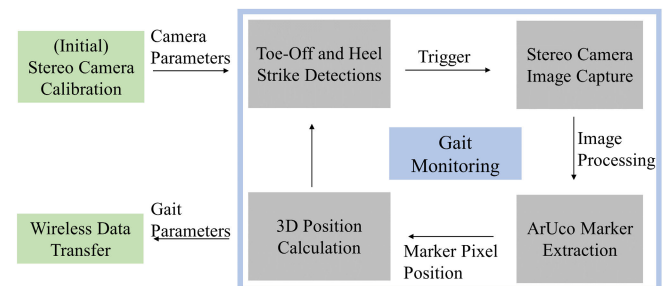 (Initial)
Stereo Camera
Calibration
Camera
Parameters
Toe-Off and Heel
Strike Detections
Trigger
Stereo Camera
Image Capture
Gait
Monitoring
Image
Processing
Wireless Data
Transfer
Gait
Parameters
3D Position
Calculation
Marker Pixel
Position
ArUco Marker
Extraction